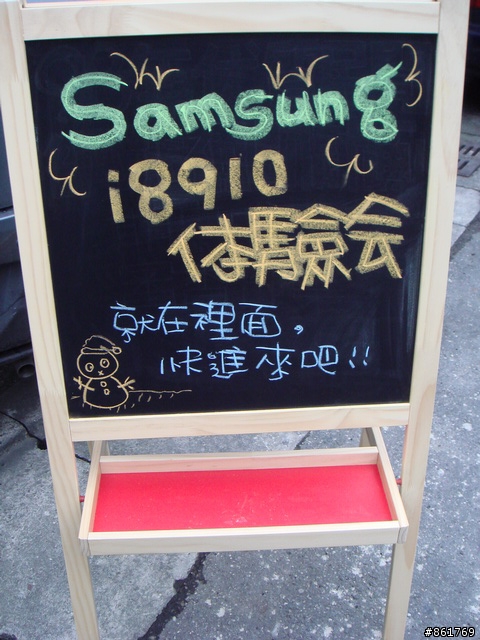 Samsung
i8910
体驗会
就在裡面，
快進來吧!!
#861769